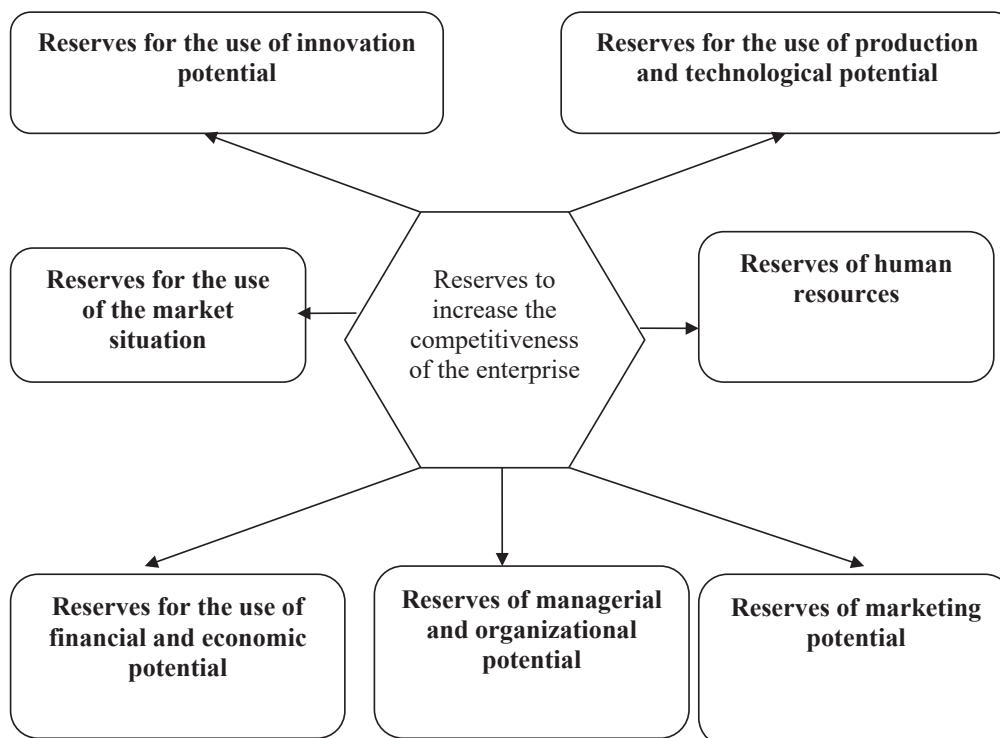 Reserves for the use of innovation
potential
Reserves for the use of production
and technological potential
Reserves for the use
of the market
situation
Reserves to
increase the
competitiveness
of the enterprise
Reserves of human
resources
Reserves for the use of
financial and economic
potential
Reserves of managerial
and organizational
potential
Reserves of marketing
potential